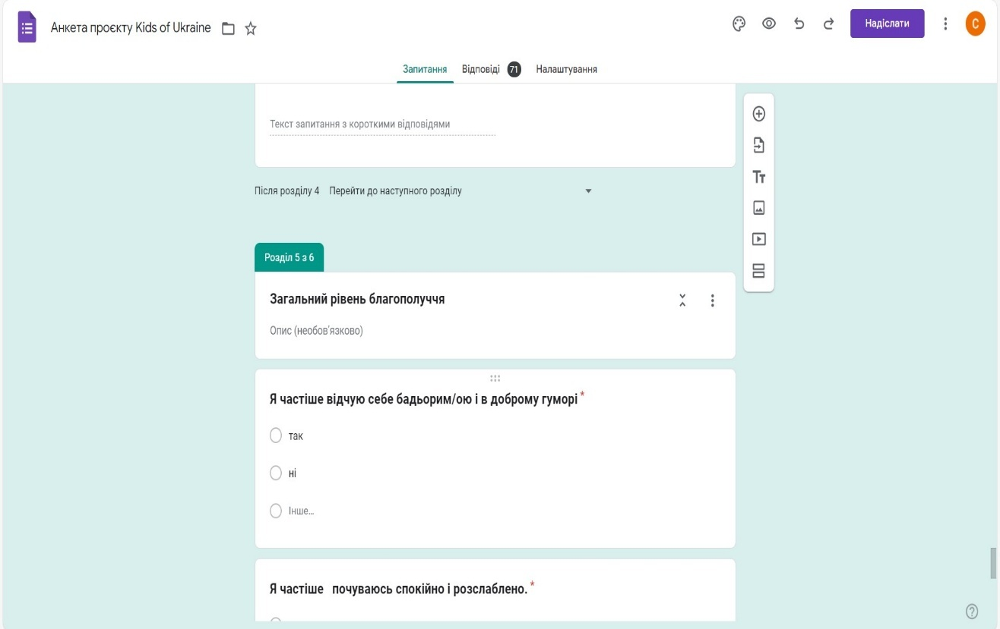 Анкета проєкту Kids of Ukraine
Надіслати
С
Запитання Відповіді 71 Налаштування
Текст запитання з короткими відповідями
Після розділу 4 Перейти до наступного розділу
Тт
Розділ 5 з 6
Загальний рівень благополуччя
Опис (необов'язково)
Я частіше відчую себе бадьорим/ою і в доброму гуморі *
так
ні
Інше...
Я частіше почуваюсь спокійно і розслаблено. *